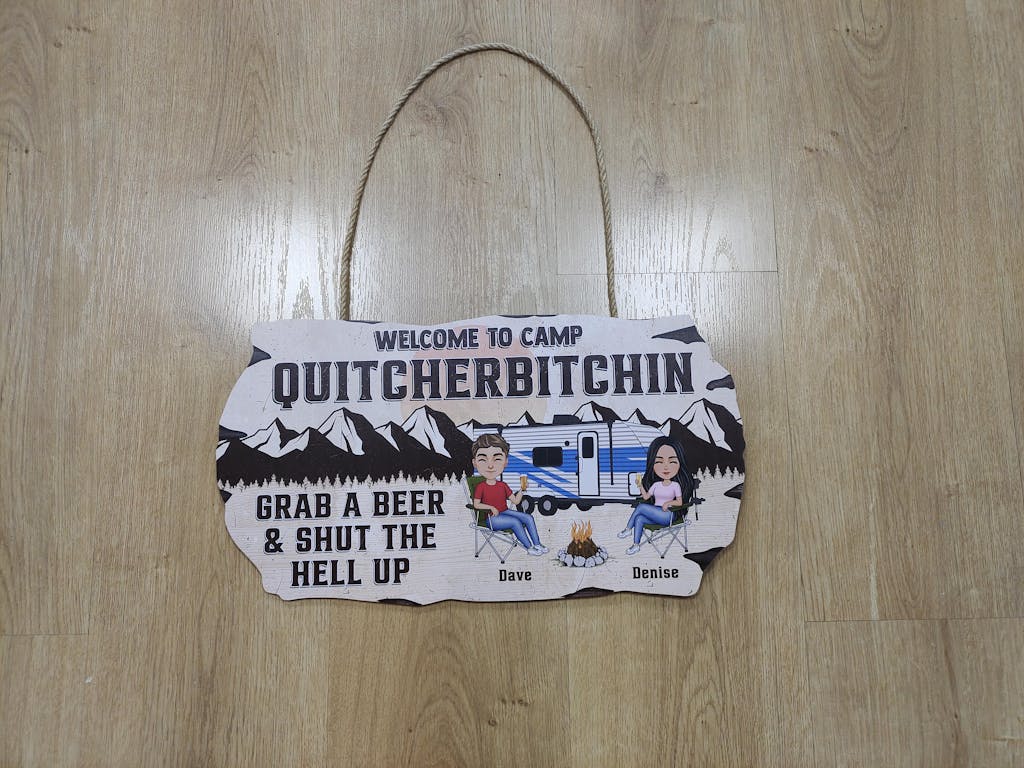 WELCOME TO CAMP
QUITCHERBITCHIN
GRAB A BEER
& SHUT THE
HELL UP
Dave
Denise